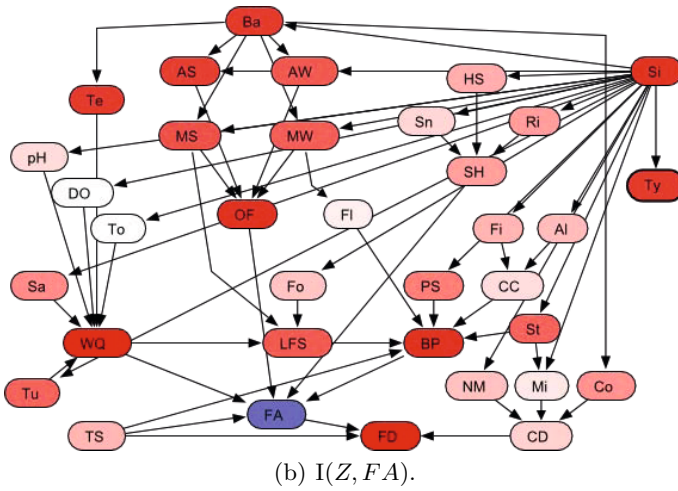 Ba
AS
AW
HS
Si
Te
Sn
Ri
MS
MW
pH
SH
DO
Ty
To
OF
FI
Fi
Al
Sa
Fo
PS
CC
WQ
LFS
BP
St
Tu
NM
Mi
Co
FA
TS
FD
CD
(b) I(Z, FA).